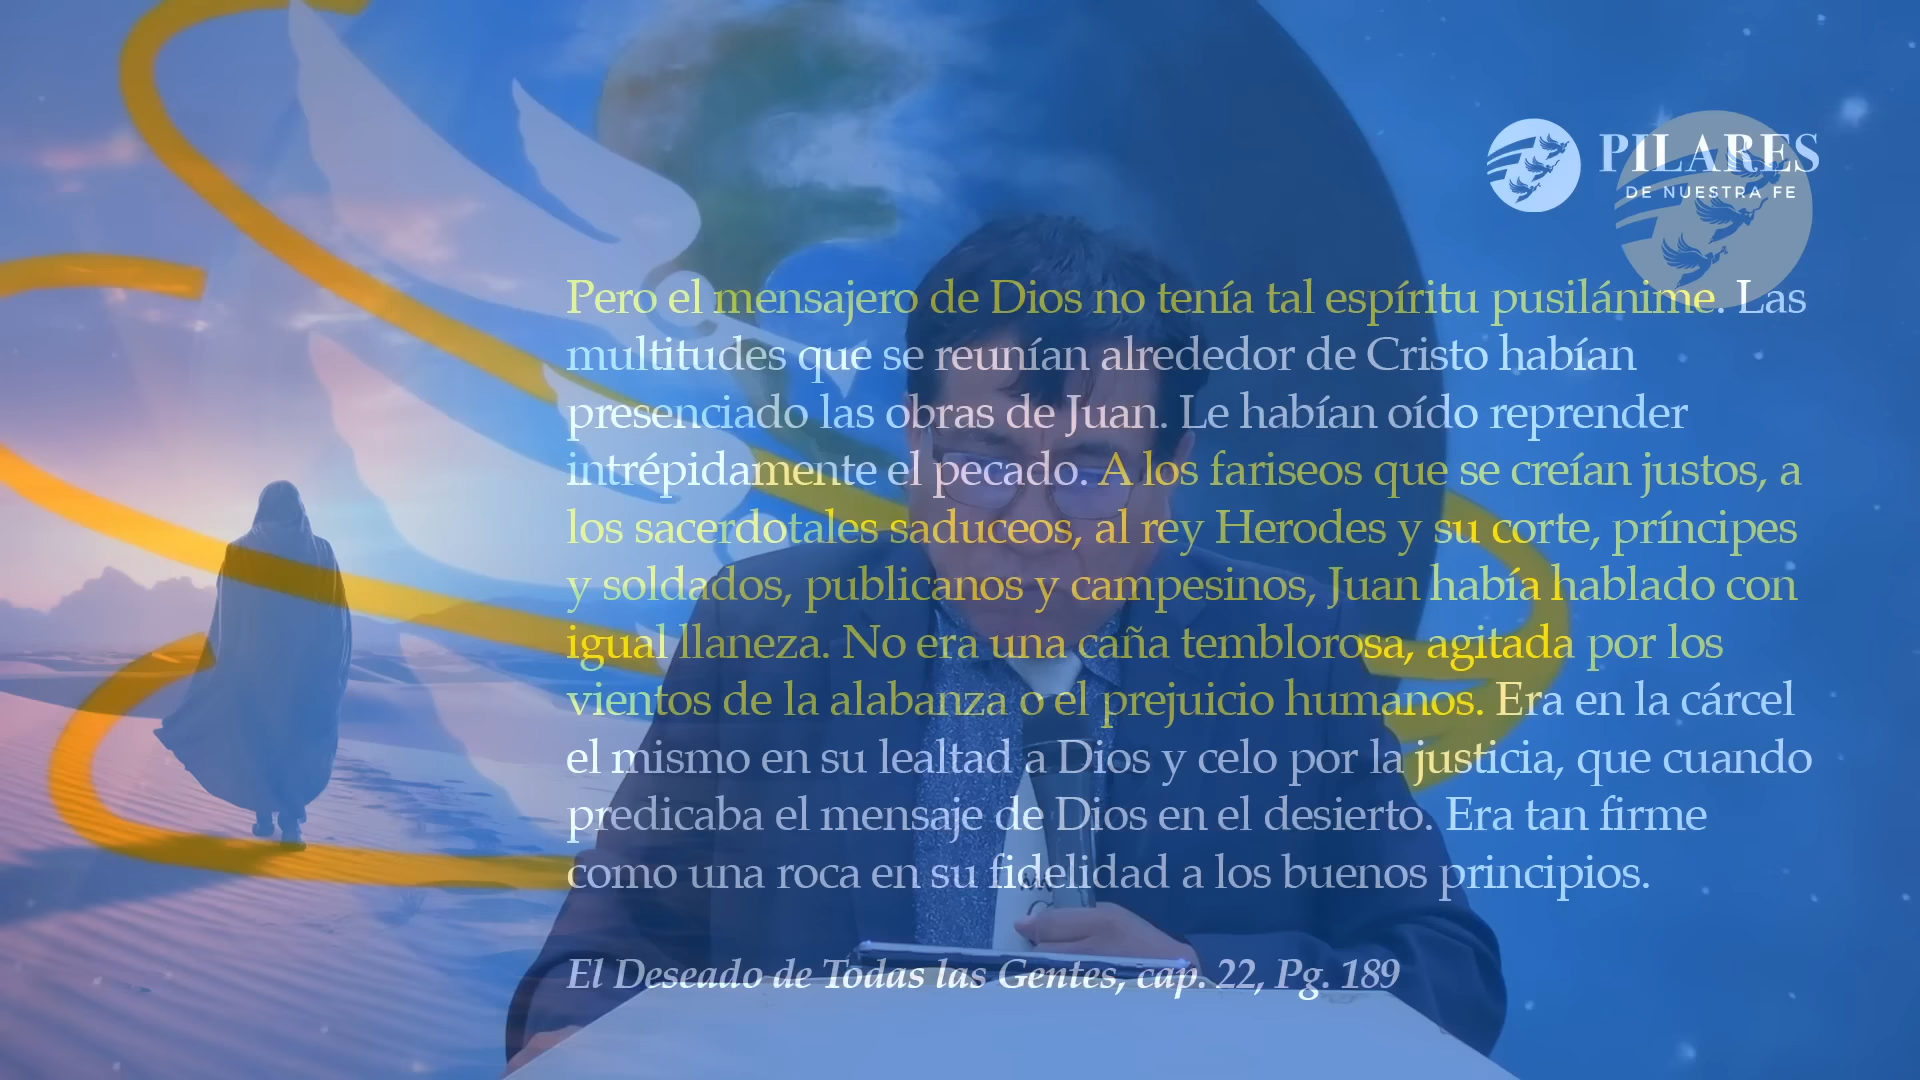 PILARES
DE NUESTRA FE
Pero el mensajero de Dios no tenía tal espíritu pusilánime. Las
multitudes que se reunían alrededor de Cristo habían
presenciado las obras de Juan. Le habían oído reprender
intrépidamente el pecado. A los fariseos que se creían justos, a
los sacerdotales saduceos, al rey Herodes y su corte, príncipes
y soldados, publicanos y campesinos, Juan había hablado con
igual llaneza. No era una caña temblorosa, agitada por los
vientos de la alabanza o el prejuicio humanos. Era en la cárcel
el mismo en su lealtad a Dios y celo por la justicia, que cuando
predicaba el mensaje de Dios en el desierto. Era tan firme
como una roca en su fidelidad a los buenos principios.
El Deseado de Todas las Gentes, cap. 22, Pg. 189